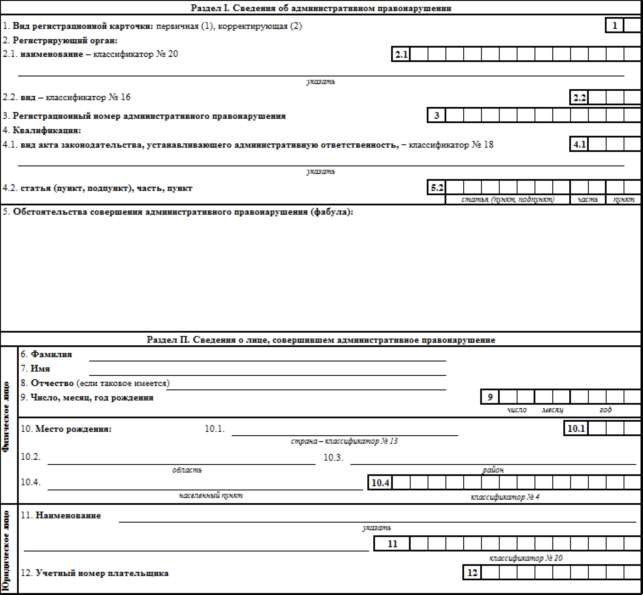 Раздел I. Сведения об административном правонарушении
1. Вид регистрационной карточки: первичная (1), корректирующая (2) 1
2. Регистрирующий орган:
2.1. наименование – классификатор № 20 2.1
указать
2.2. вид – классификатор № 16 2.2
3. Регистрационный номер административного правонарушения 3
4. Квалификация:
4.1. вид акта законодательства, устанавливающего административную ответственность, – классификатор № 18 4.1
указать
4.2. статья (пункт, подпункт), часть, пункт 5.2
статья (пункт, подпункт) часть пункт
5. Обстоятельства совершения административного правонарушения (фабула):
Раздел II. Сведения о лице, совершившем административное правонарушение
Физическое лицо
6. Фамилия
7. Имя
8. Отчество (если таковое имеется)
9. Число, месяц, год рождения 9
число месяц год
10. Место рождения: 10.1. 10.1
страна – классификатор № 13
10.2. 10.3.
область район
10.4. 10.4
населенный пункт классификатор № 4
Юридическое лицо
11. Наименование
указать
11
классификатор № 20
12. Учетный номер плательщика 12